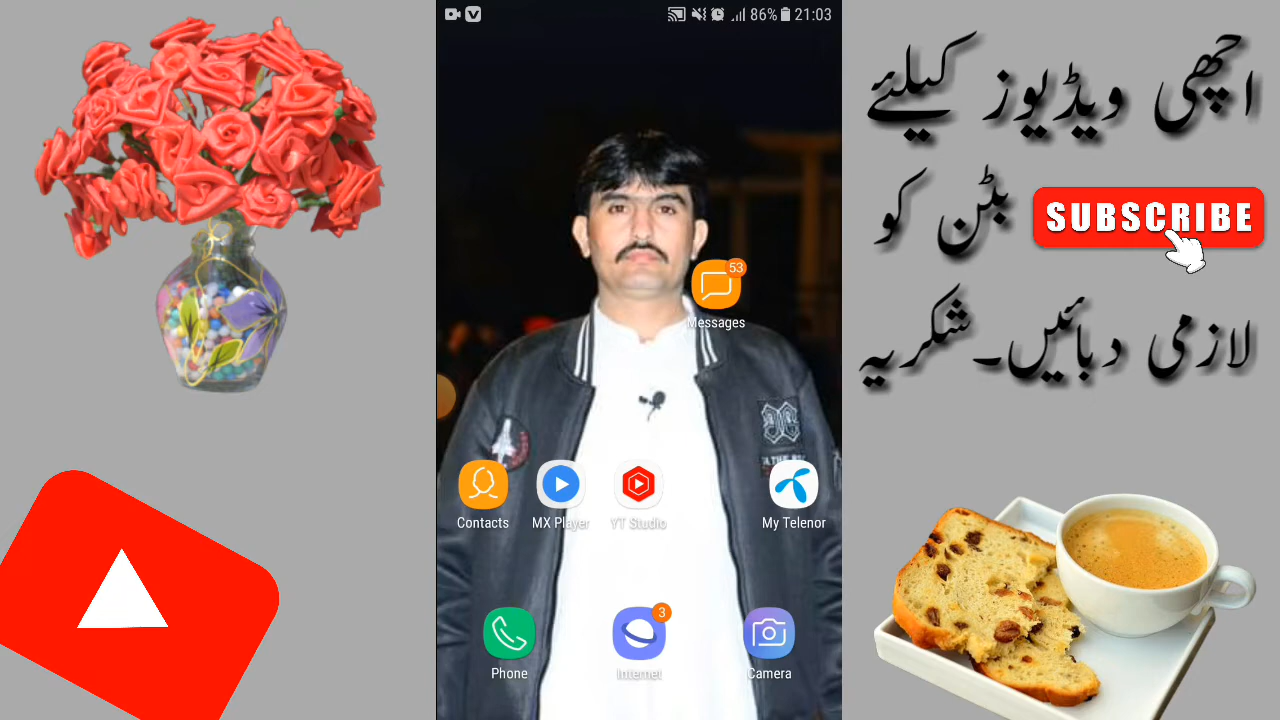 86% 21:03
اچھی ویڈیوز کیلئے
SUBSCRIBE بٹن کو
لازمی دبائیں۔شکریہ
53
Messages
Contacts MX Player YT Studio My Telenor
3
Phone Internet Camera